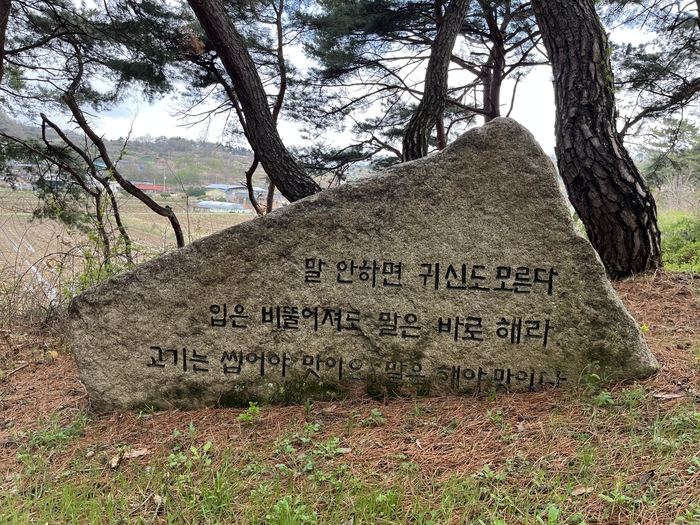 말 안하면 귀신도 모른다
입은 비뚤어져도 말은 바로 해라.
고기는 씹어야 맛이요 말은 해야 맛이다